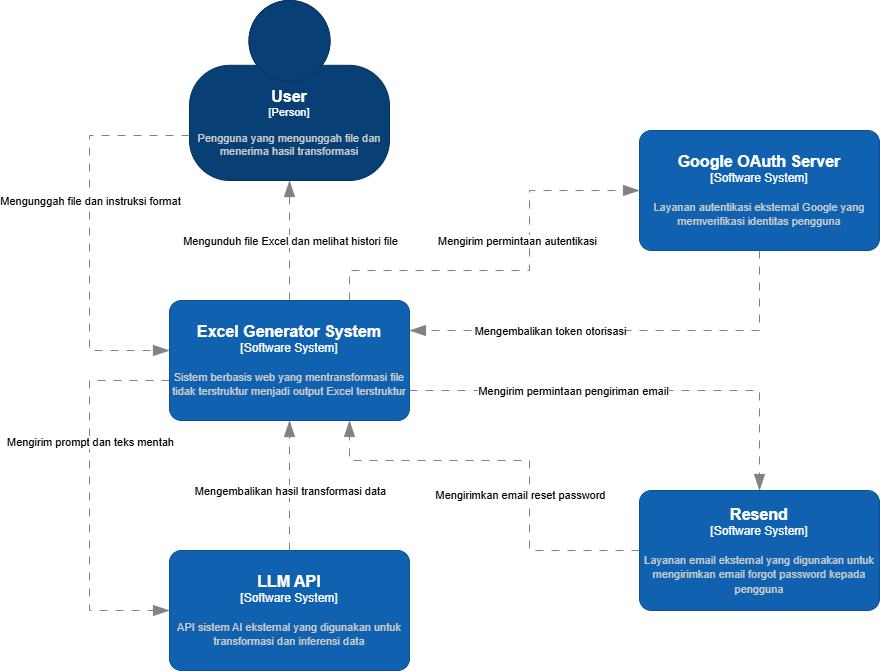 User
[Person]
Pengguna yang mengunggah file dan
menerima hasil transformasi
Google OAuth Server
[Software System]
Layanan autentikasi eksternal Google yang
memverifikasi identitas pengguna
Mengunggah file dan instruksi format
Mengunduh file Excel dan melihat histori file
Mengirim permintaan autentikasi
Excel Generator System
[Software System]
Sistem berbasis web yang mentransformasi file
tidak terstruktur menjadi output Excel terstruktur
Mengembalikan token otorisasi
Mengirim permintaan pengiriman email
Mengirim prompt dan teks mentah
Mengembalikan hasil transformasi data
Mengirimkan email reset password
Resend
[Software System]
Layanan email eksternal yang digunakan untuk
mengirimkan email forgot password kepada
pengguna
LLM API
[Software System]
API sistem AI eksternal yang digunakan untuk
transformasi dan inferensi data